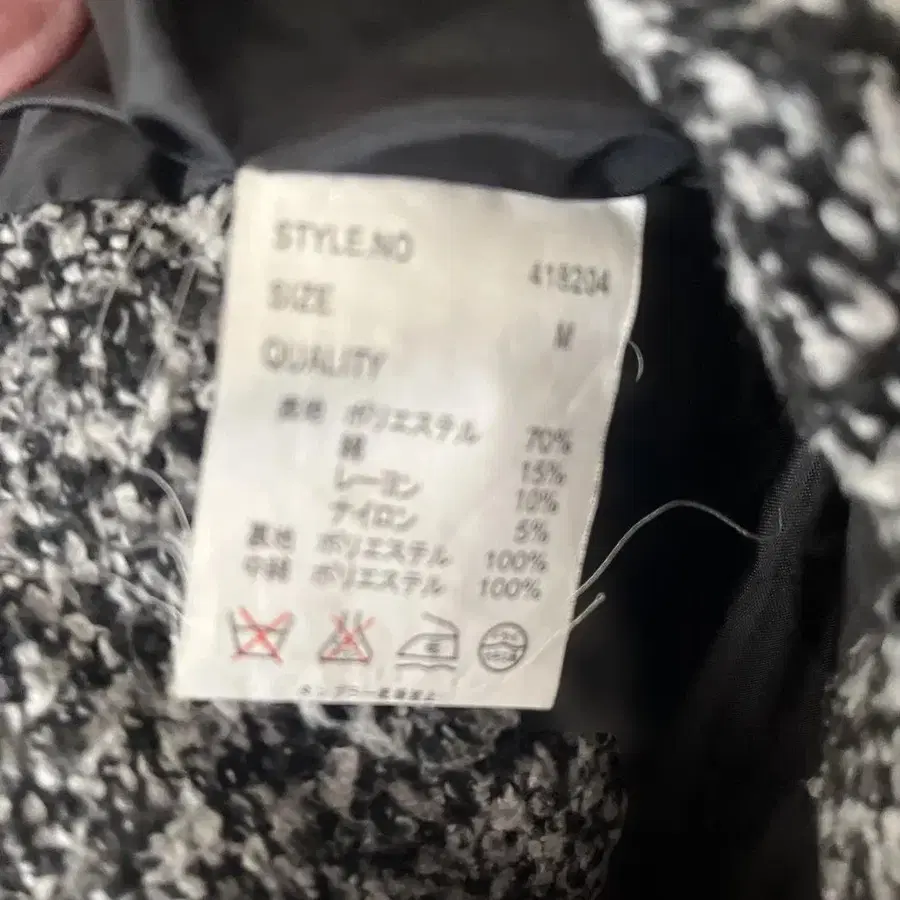 STYLE.NO 418204
SIZE M
QUALITY
表地 ポリエステル 70%
綿 15%
レーヨン 10%
ナイロン 5%
裏地 ポリエステル 100%
中綿 ポリエステル 100%